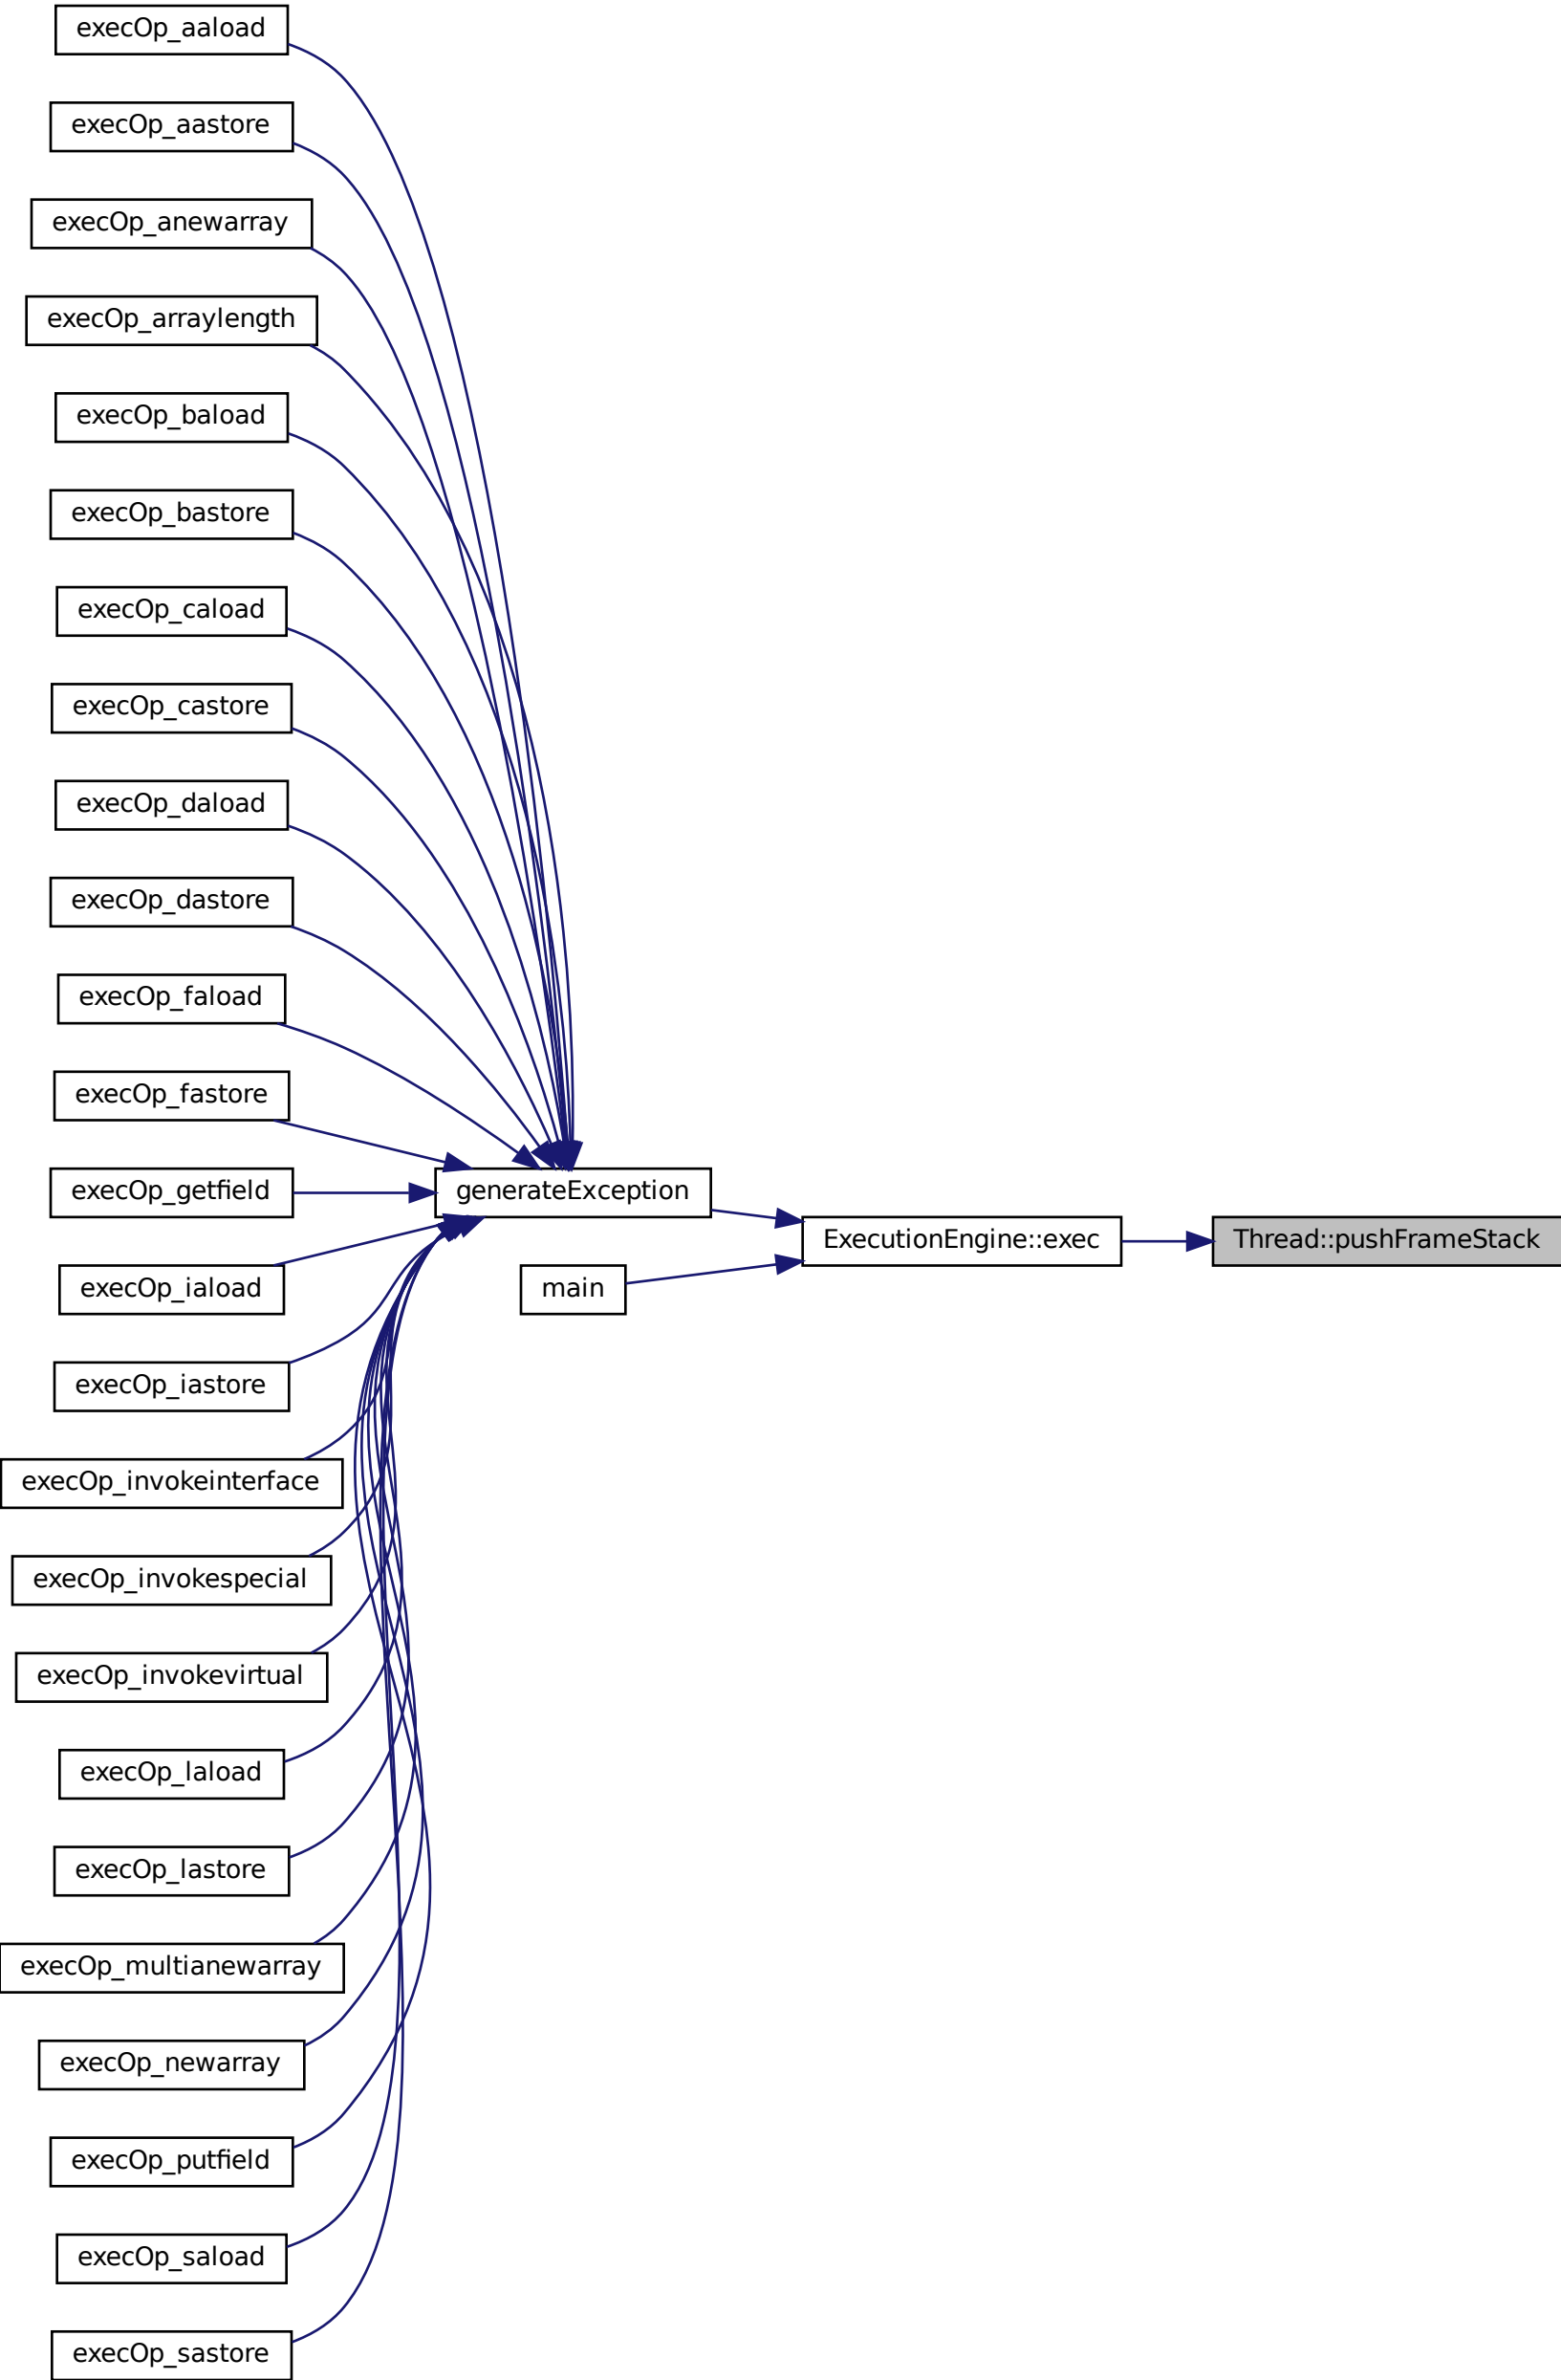 execOp_aaload
execOp_aastore
execOp_anewarray
execOp_arraylength
execOp_baload
execOp_bastore
execOp_caload
execOp_castore
execOp_daload
execOp_dastore
execOp_faload
execOp_fastore
execOp_getfield
execOp_iaload
execOp_iastore
execOp_invokeinterface
execOp_invokespecial
execOp_invokevirtual
execOp_laload
execOp_lastore
execOp_multianewarray
execOp_newarray
execOp_putfield
execOp_saload
execOp_sastore
generateException
main
ExecutionEngine::exec
Thread::pushFrameStack